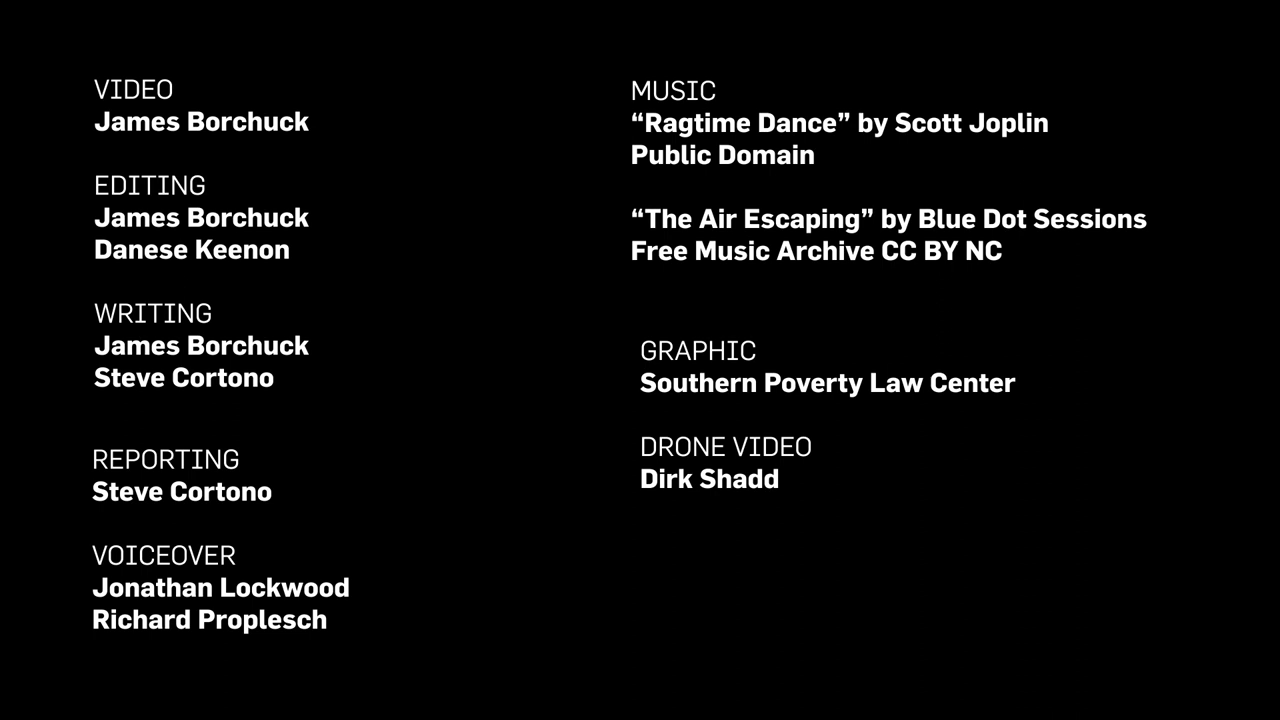 VIDEO
James Borchuck
EDITING
James Borchuck
Danese Keenon
WRITING
James Borchuck
Steve Cortono
REPORTING
Steve Cortono
VOICEOVER
Jonathan Lockwood
Richard Proplesch
MUSIC
“Ragtime Dance” by Scott Joplin
Public Domain
“The Air Escaping” by Blue Dot Sessions
Free Music Archive CC BY NC
GRAPHIC
Southern Poverty Law Center
DRONE VIDEO
Dirk Shadd